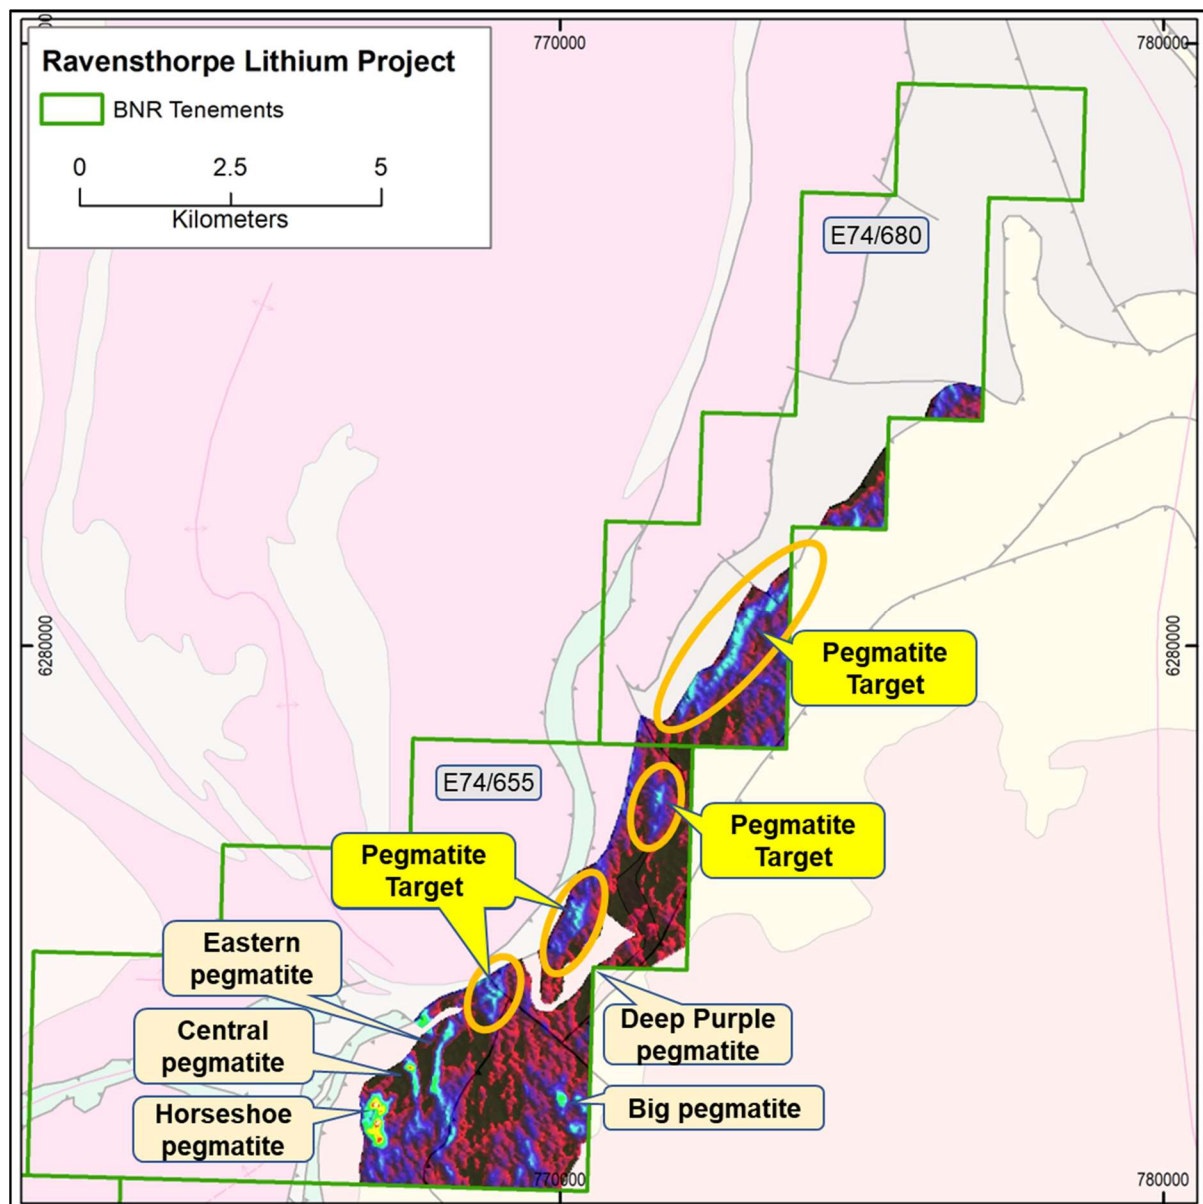 Ravensthorpe Lithium Project
BNR Tenements
0 2.5 5
Kilometers
770000
780000
E74/680
6280000
6280000
Pegmatite
Target
E74/655
Pegmatite
Target
Pegmatite
Target
Eastern
pegmatite
Central
pegmatite
Deep Purple
pegmatite
Horseshoe
pegmatite
Big pegmatite
770000
780000